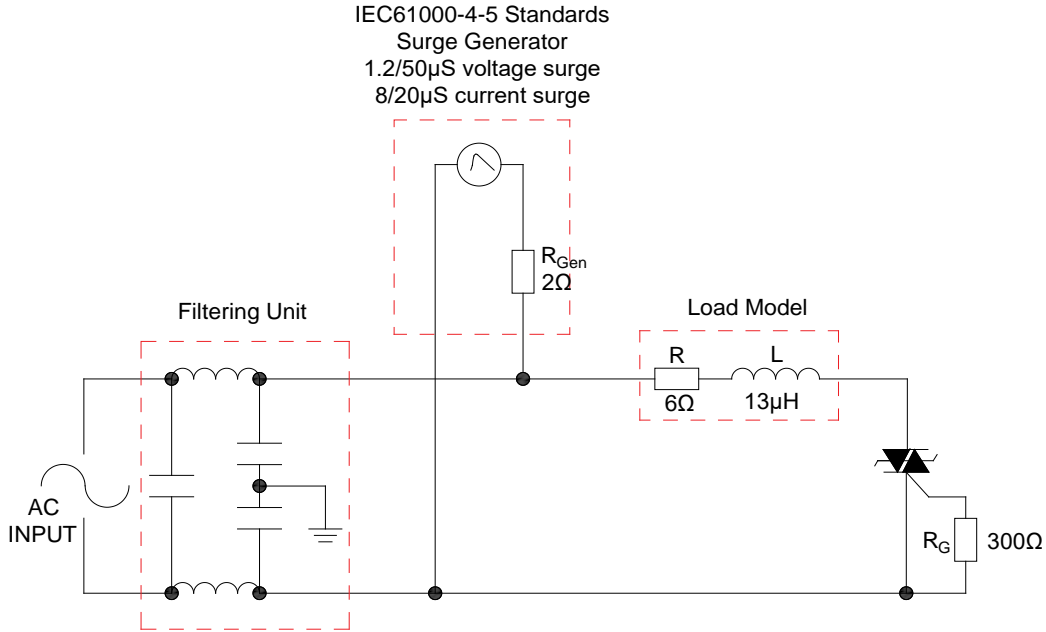 IEC61000-4-5 Standards
Surge Generator
1.2/50µS voltage surge
8/20µS current surge
R_Gen
2Ω
Filtering Unit
Load Model
R
L
6Ω
13µH
AC
INPUT
R_G
300Ω